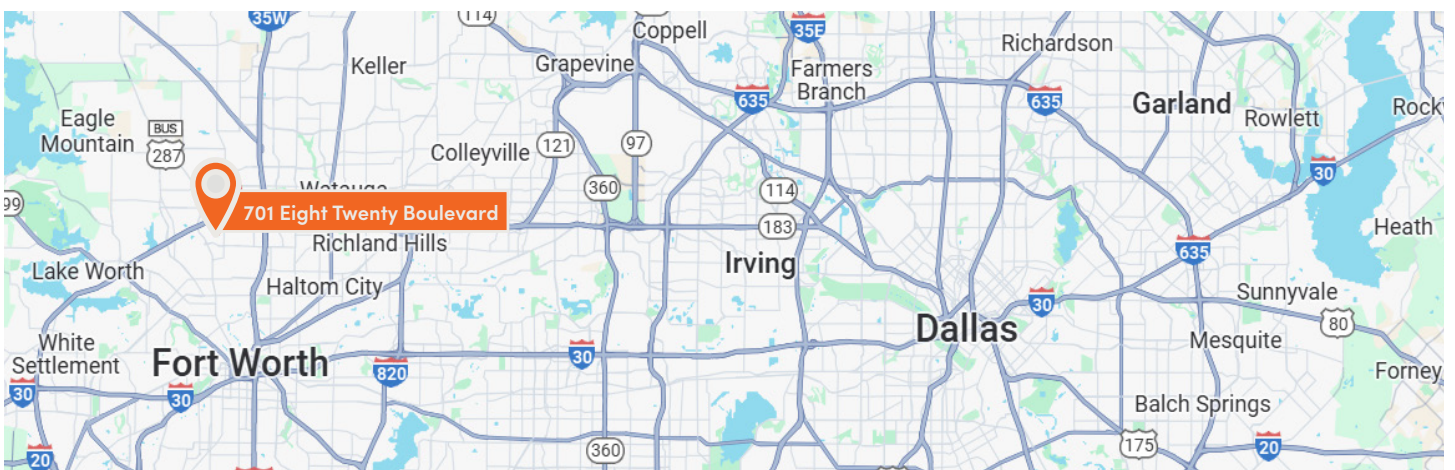 35W
114
Coppell
35E
Richardson
Keller
Grapevine
Farmers
Branch
635
635
Garland
Eagle
Mountain
BUS
287
Rowlett
Colleyville
121
97
30
360
114
Watauga
99
701 Eight Twenty Boulevard
183
Heath
Richland Hills
635
Lake Worth
Irving
Haltom City
30
Sunnyvale
80
Dallas
White
Settlement
Fort Worth
820
30
Mesquite
Forney
30
30
Balch Springs
20
360
175
20